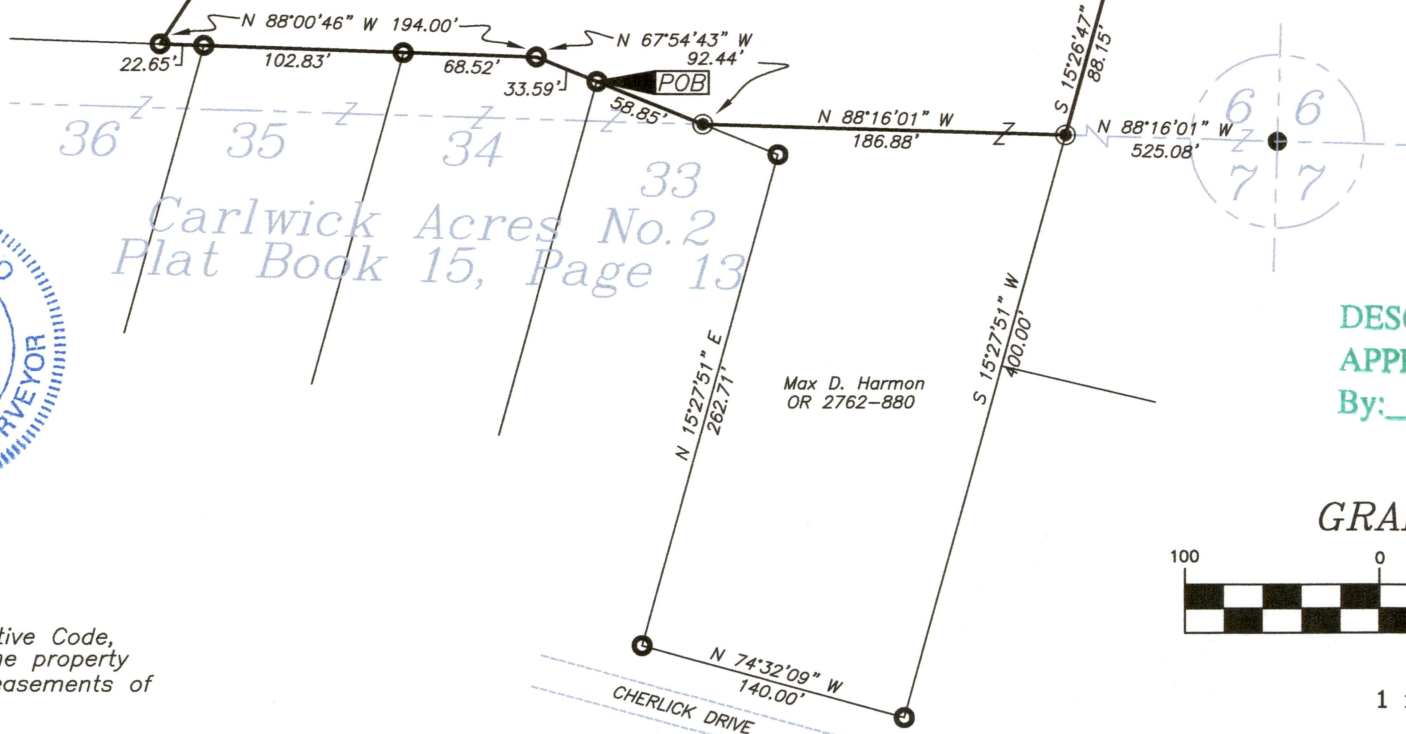 N 88°00'46" W 194.00'
22.65'
102.83'
68.52'
33.59'
N 67°54'43" W
92.44'
POB
58.85'
N 88°16'01" W
186.88'
S 15°26'47"
88.15'
N 88°16'01" W
525.08'
6 6
7 7
36
35
34
33
Carlwick Acres No.2
Plat Book 15, Page 13
N 15°27'51" E
262.71'
Max D. Harmon
OR 2762-880
S 15°27'51" W
400.00'
N 74°32'09" W
140.00'
CHERLICK DRIVE
RVEYOR
O
By:
100 0
tive Code,
property
easements of
1